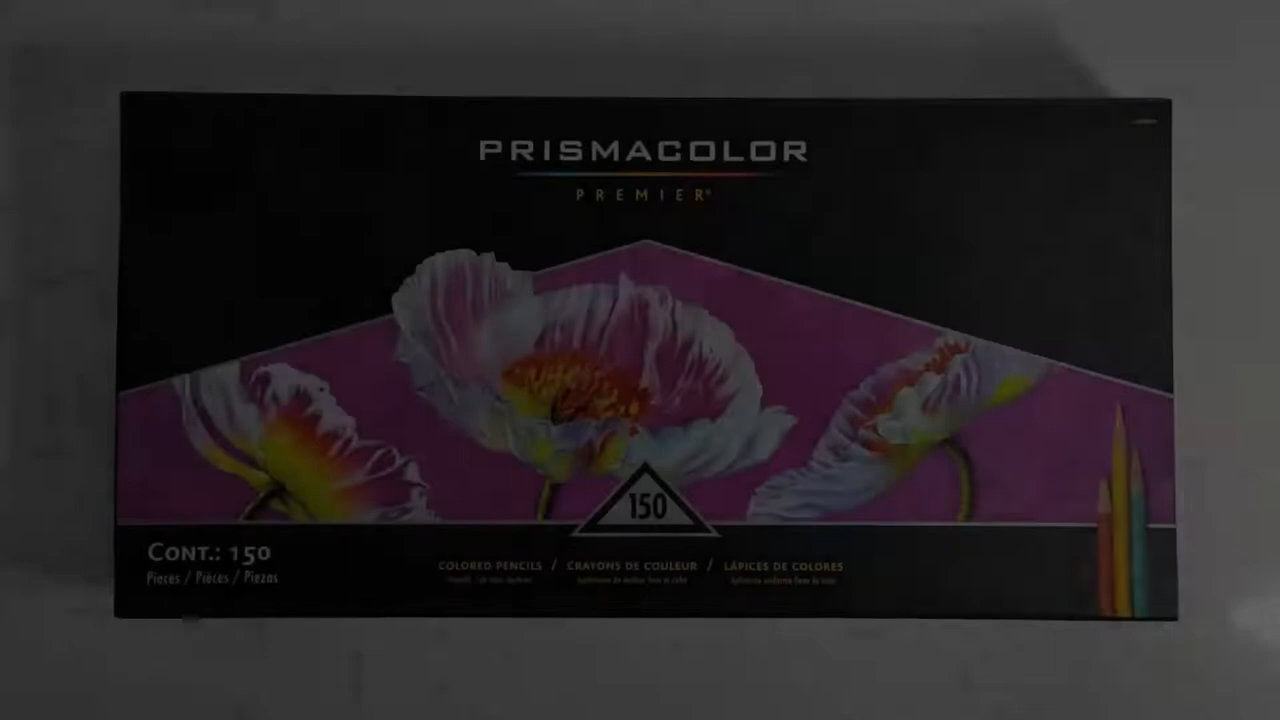 PRISMACOLOR
PREMIER®
150
CONT.: 150
Pieces / Pièces / Piezas
COLORED PENCILS / CRAYONS DE COULEUR / LÁPICES DE COLORES